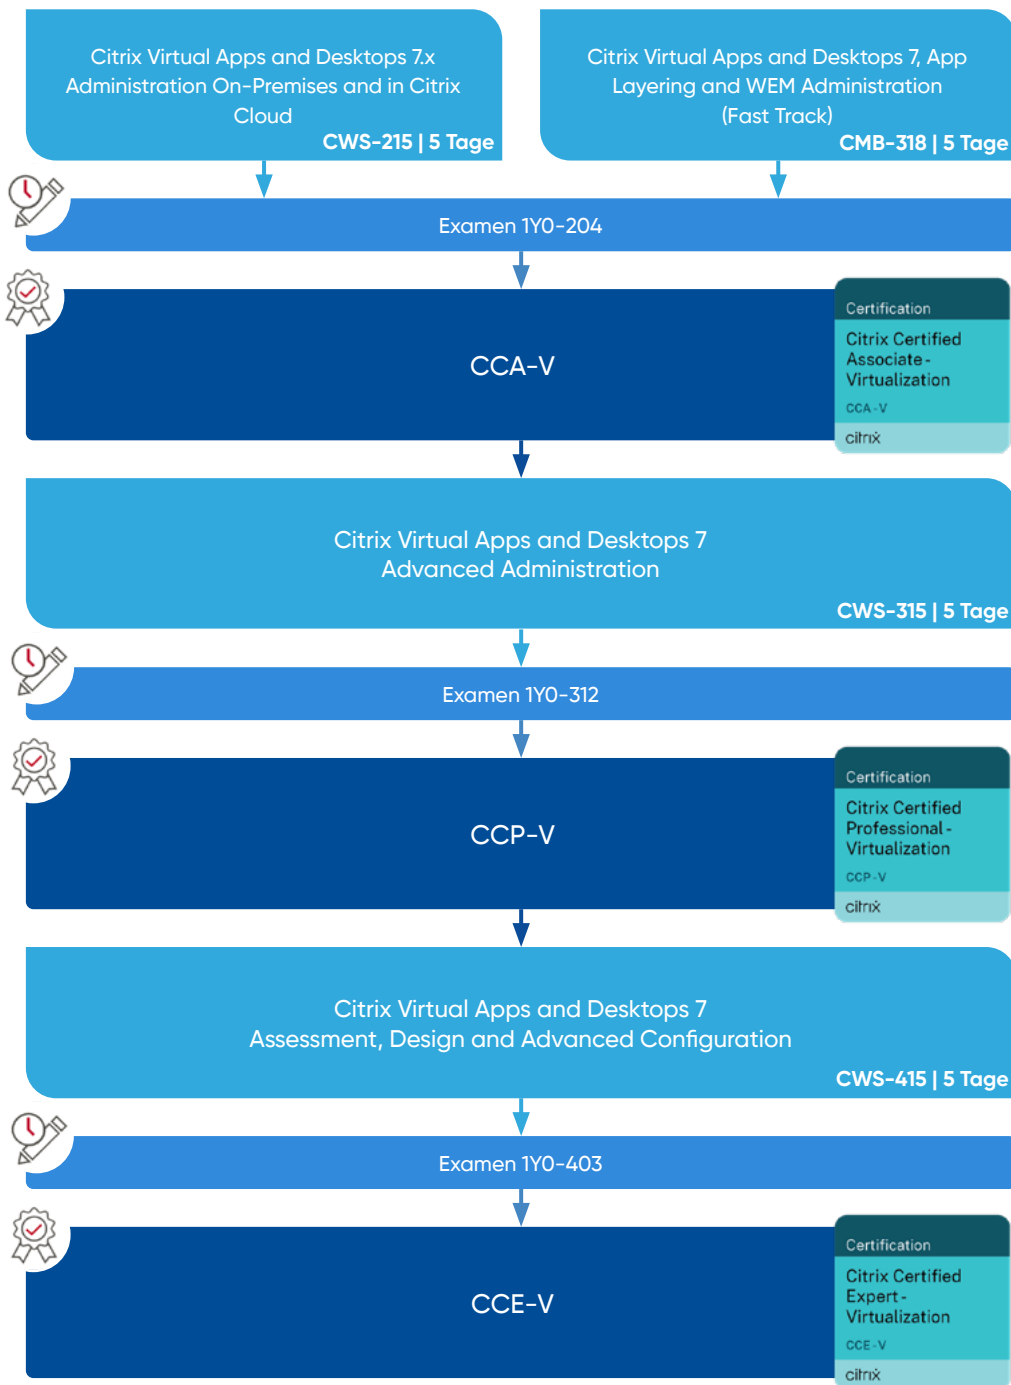 Citrix Virtual Apps and Desktops 7.x
Administration On-Premises and in Citrix
Cloud
CWS-215 | 5 Tage
Citrix Virtual Apps and Desktops 7, App
Layering and WEM Administration
(Fast Track)
CMB-318 | 5 Tage
Examen 1Y0-204
CCA-V
Certification
Citrix Certified
Associate-
Virtualization
CCA-V
citrix
Citrix Virtual Apps and Desktops 7
Advanced Administration
CWS-315 | 5 Tage
Examen 1Y0-312
CCP-V
Certification
Citrix Certified
Professional-
Virtualization
CCP-V
citrix
Citrix Virtual Apps and Desktops 7
Assessment, Design and Advanced Configuration
CWS-415 | 5 Tage
Examen 1Y0-403
CCE-V
Certification
Citrix Certified
Expert-
Virtualization
CCE-V
citrix